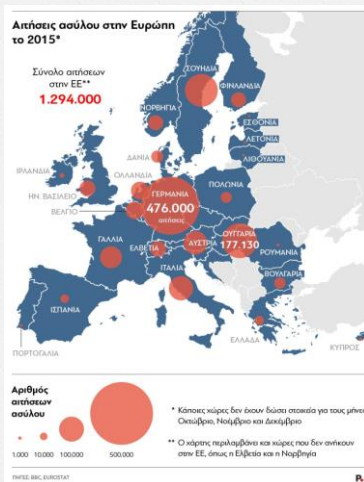 Αιτήσεις ασύλου στην Ευρώπη
το 2015*
Σύνολο αιτήσεων
στην ΕΕ**
1.294.000
ΣΟΥΗΔΙΑ
ΦΙΝΛΑΝΔΙΑ
ΝΟΡΒΗΓΙΑ
ΕΣΘΟΝΙΑ
ΛΕΤΟΝΙΑ
ΛΙΘΟΥΑΝΙΑ
ΔΑΝΙΑ
ΙΡΛΑΝΔΙΑ
ΟΛΛΑΝΔΙΑ
ΗΝ. ΒΑΣΙΛΕΙΟ
ΒΕΛΓΙΟ
ΓΕΡΜΑΝΙΑ
476.000
αιτήσεις
ΠΟΛΩΝΙΑ
ΓΑΛΛΙΑ
ΕΛΒΕΤΙΑ
ΑΥΣΤΡΙΑ
ΟΥΓΓΑΡΙΑ
177.130
ΡΟΥΜΑΝΙΑ
ΙΤΑΛΙΑ
ΒΟΥΛΓΑΡΙΑ
ΙΣΠΑΝΙΑ
ΠΟΡΤΟΓΑΛΙΑ
ΕΛΛΑΔΑ
ΚΥΠΡΟΣ
Αριθμός
αιτήσεων
ασύλου
1.000 10.000 100.000 500.000
* Κάποιες χώρες δεν έχουν δώσει στοιχεία για τους μήνες
Οκτώβριο, Νοέμβριο και Δεκέμβριο
** Ο χάρτης περιλαμβάνει και χώρες που δεν ανήκουν
στην ΕΕ, όπως η Ελβετία και η Νορβηγία
ΠΗΓΕΣ: BBC, EUROSTAT